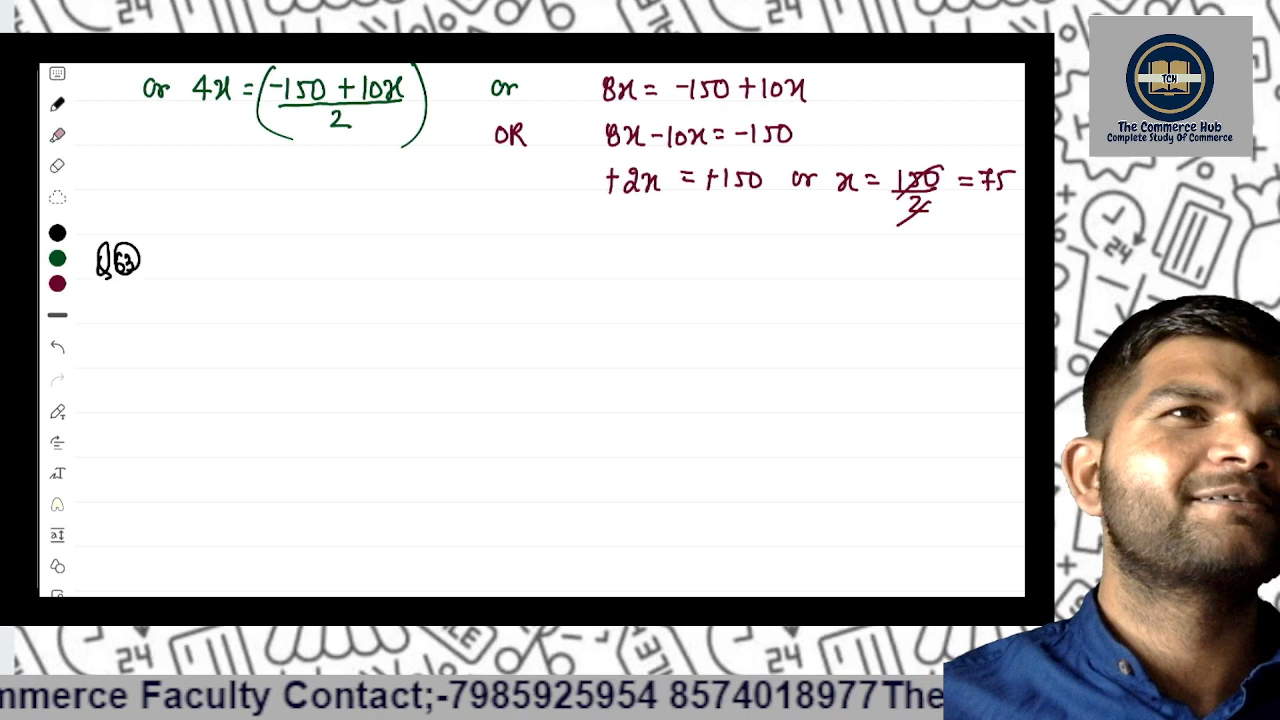 or 4x = (-150 + 10x / 2) or 8x = -150 + 10x
OR 8x - 10x = -150
+2x = +150 or x = 150/2 = 75
Q 63
TCH
The Commerce Hub
Complete Study Of Commerce
mmerce Faculty Contact;-7985925954 8574018977The